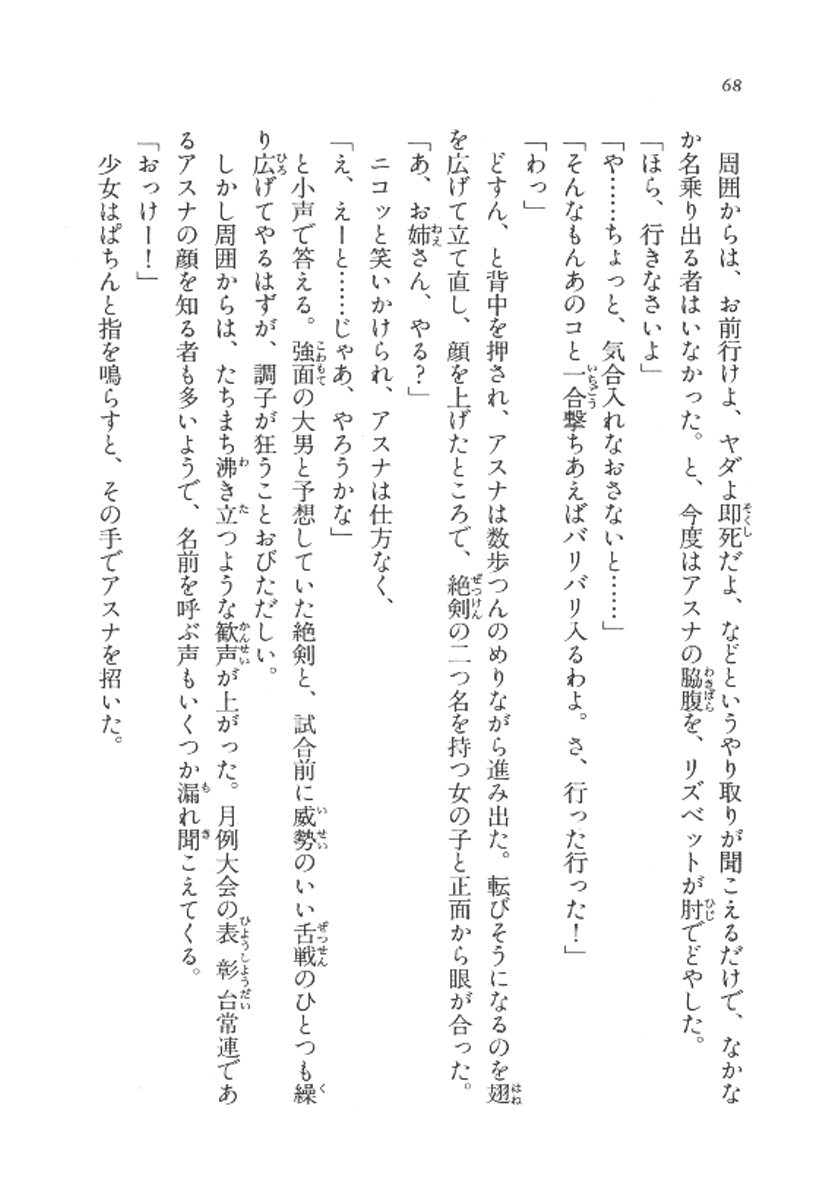 68
周囲からは、お前行けよ、ヤダよ即死だよ、などというやり取りが聞こえるだけで、なかな
か名乗り出る者はいなかった。と、今度はアスナの脇腹を、リズベットが肘でどやした。
「ほら、行きなさいよ」
「や……ちょっと、気合入れなおさないと……」
「そんなもんあのコと一合撃ちあえばバリバリ入るわよ。さ、行った行った！」
「わっ」
どすん、と背中を押され、アスナは数歩つんのめりながら進み出た。転びそうになるのを翅
を広げて立て直し、顔を上げたところで、絶剣の二つ名を持つ女の子と正面から眼が合った。
「あ、お姉さん、やる？」
ニコッと笑いかけられ、アスナは仕方なく、
「え、えーと……じゃあ、やろうかな」
と小声で答える。強面の大男と予想していた絶剣と、試合前に威勢のいい舌戦のひとつも繰
り広げてやるはずが、調子が狂うことおびただしい。
しかし周囲からは、たちまち沸き立つような歓声が上がった。月例大会の表彰台常連であ
るアスナの顔を知る者も多いようで、名前を呼ぶ声もいくつか漏れ聞こえてくる。
「おっけー！」
少女はぱちんと指を鳴らすと、その手でアスナを招いた。